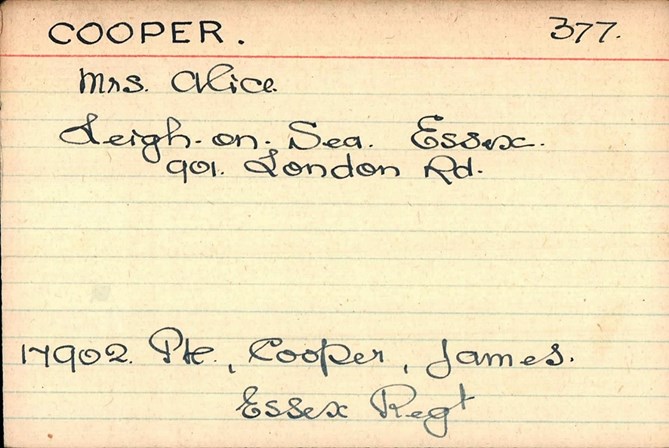 COOPER. 377.
Mrs. Alice.
Leigh-on-Sea. Essex.
901. London Rd.
17902. Pte., Cooper, James.
Essex Regt